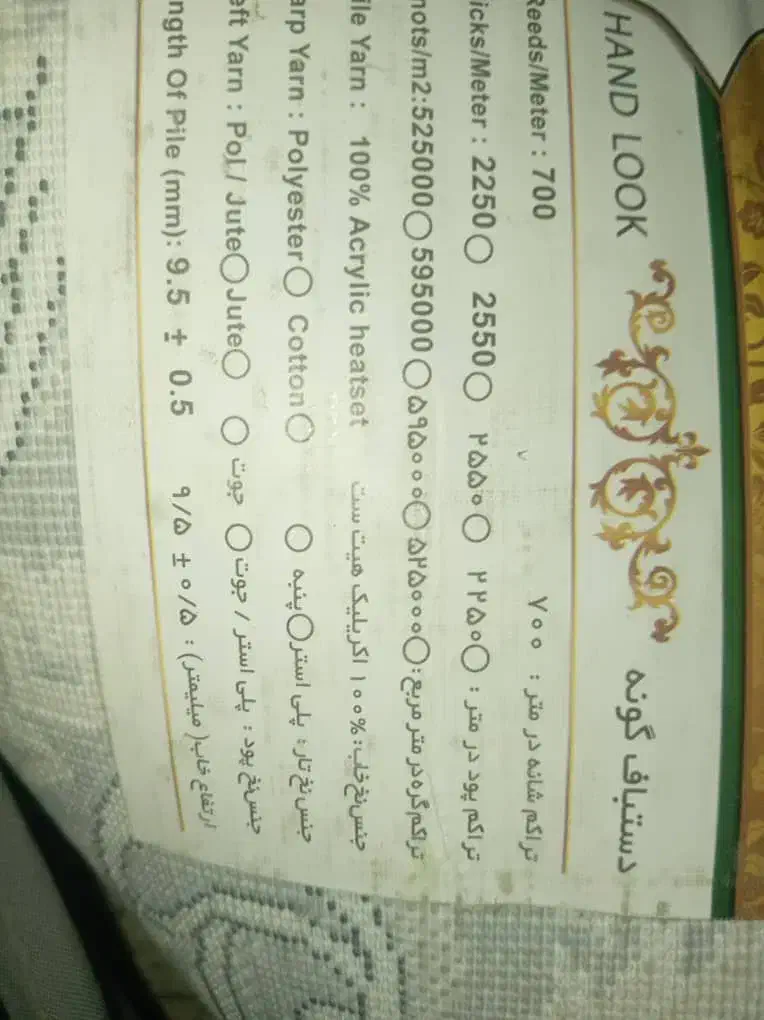 HAND LOOK دستباف گونه
Reeds/Meter : 700 تراکم شانه در متر : ۷۰۰
icks/Meter : 2250○ 2550○ تراکم پود در متر : ○۲۲۵۰ ○۲۵۵۰
nots/m2:525000○595000○ تراکم گره در متر مربع:○۵۲۵۰۰۰○۵۹۵۰۰۰
ile Yarn : 100% Acrylic heatset جنس نخ خاب: %۱۰۰ اکریلیک هیت ست
arp Yarn : Polyester○ Cotton○ جنس نخ تار: پلی استر○پنبه ○
eft Yarn : Pol / Jute○Jute○ جنس نخ پود : پلی استر / جوت○ جوت ○
ngth Of Pile (mm): 9.5 ± 0.5 ارتفاع خاب( میلیمتر) : ۹/۵ ± ۰/۵